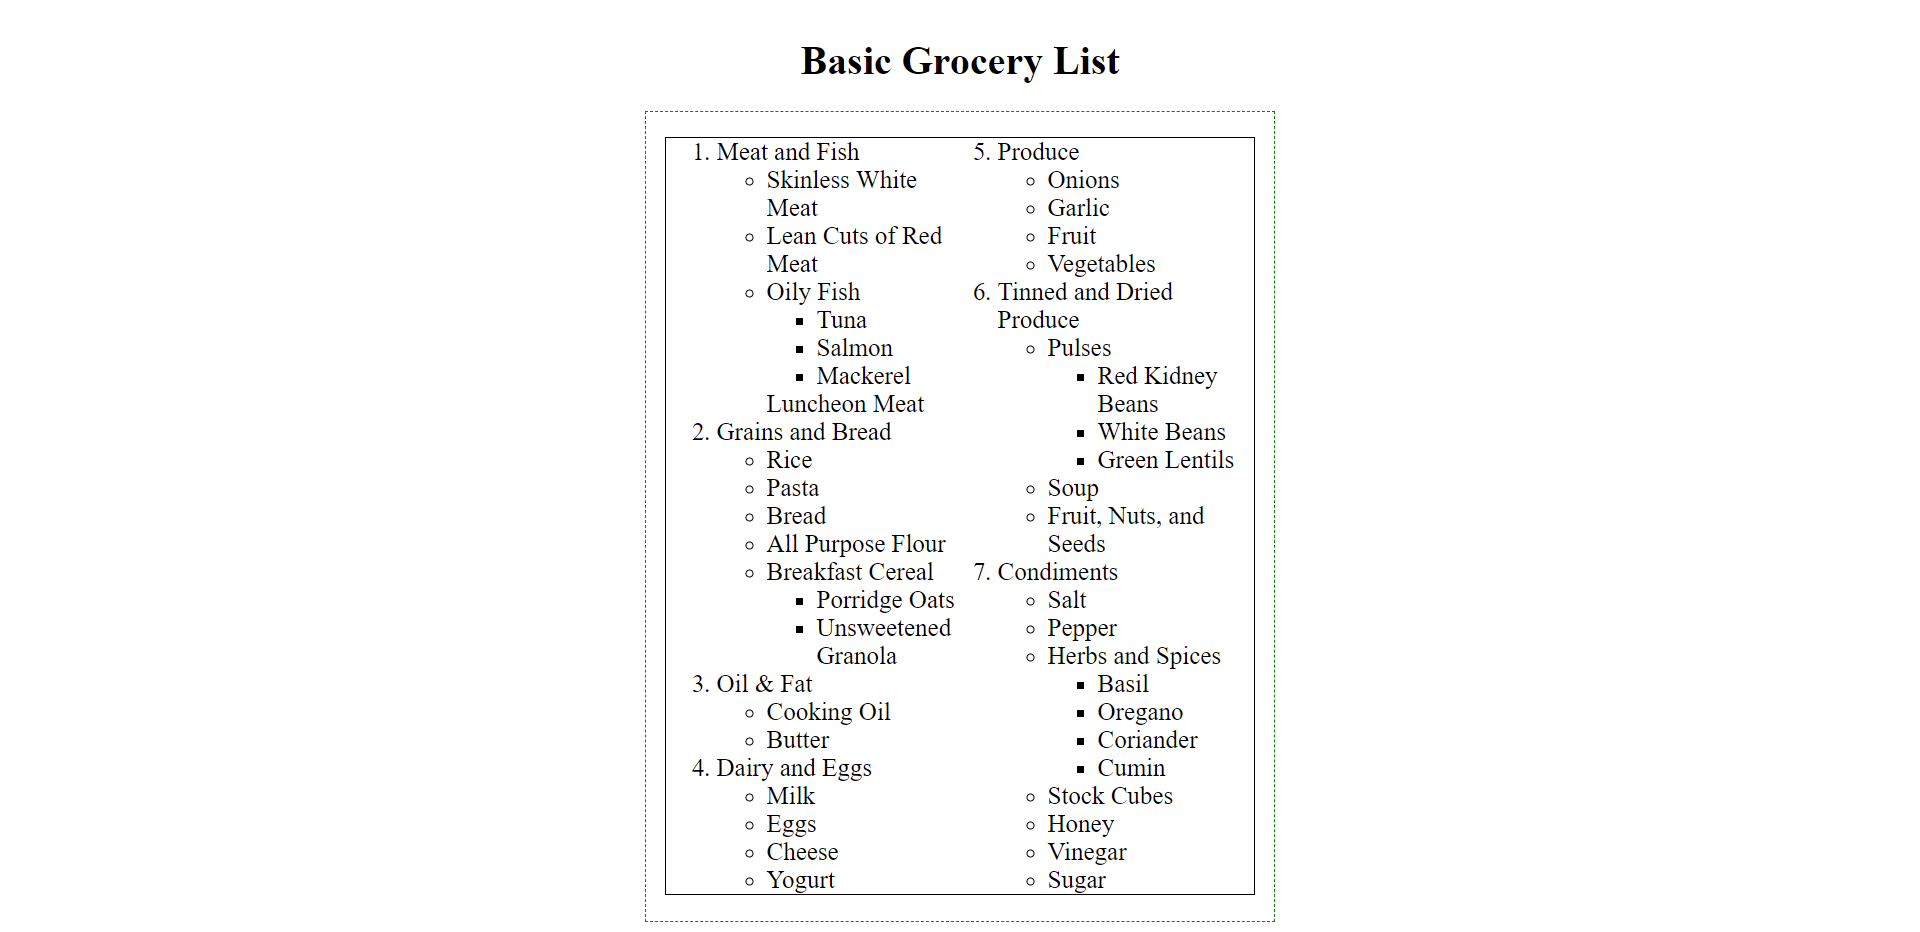 Basic Grocery List
1. Meat and Fish
Skinless White
Meat
Lean Cuts of Red
Meat
Oily Fish
Tuna
Salmon
Mackerel
Luncheon Meat
2. Grains and Bread
Rice
Pasta
Bread
All Purpose Flour
Breakfast Cereal
Porridge Oats
Unsweetened
Granola
3. Oil & Fat
Cooking Oil
Butter
4. Dairy and Eggs
Milk
Eggs
Cheese
Yogurt
5. Produce
Onions
Garlic
Fruit
Vegetables
6. Tinned and Dried
Produce
Pulses
Red Kidney
Beans
White Beans
Green Lentils
Soup
Fruit, Nuts, and
Seeds
7. Condiments
Salt
Pepper
Herbs and Spices
Basil
Oregano
Coriander
Cumin
Stock Cubes
Honey
Vinegar
Sugar